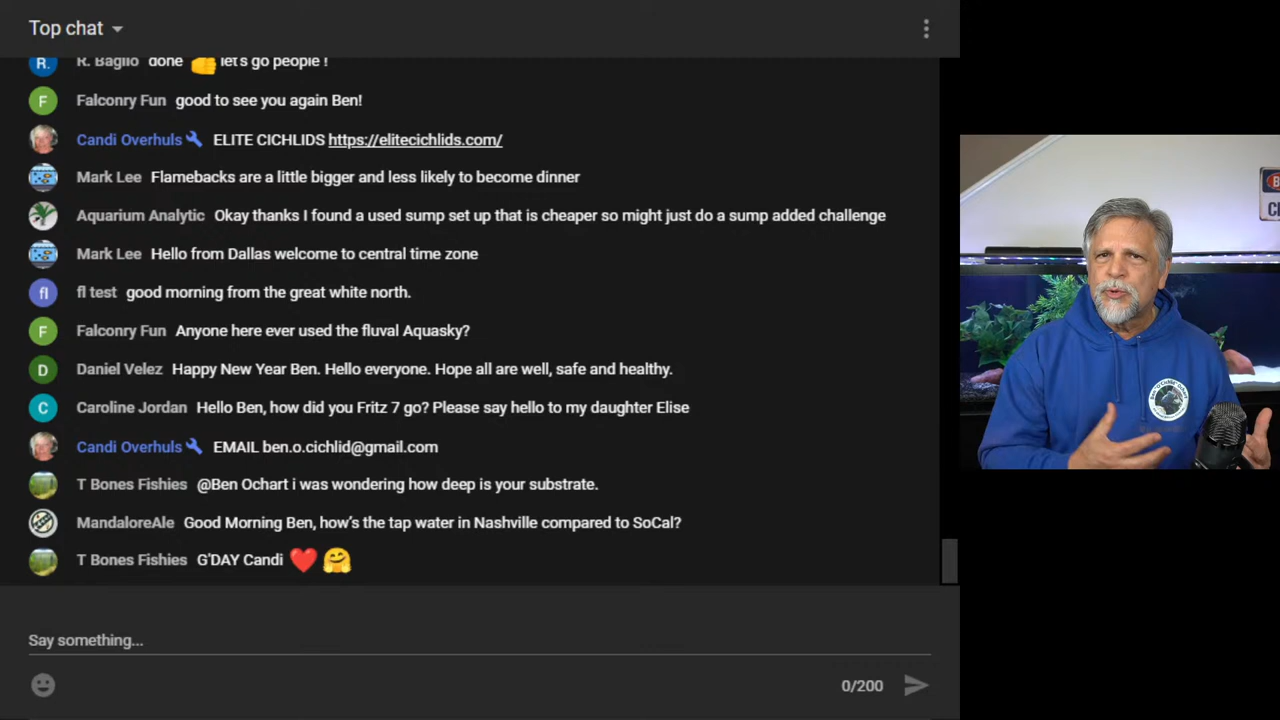 Top chat
R. Baglio done 👍 let's go people !
F Falconry Fun good to see you again Ben!
Candi Overhuls ELITE CICHLIDS https://elitecichlids.com/
Mark Lee Flamebacks are a little bigger and less likely to become dinner
Aquarium Analytic Okay thanks I found a used sump set up that is cheaper so might just do a sump added challenge
Mark Lee Hello from Dallas welcome to central time zone
fl fl test good morning from the great white north.
F Falconry Fun Anyone here ever used the fluval Aquasky?
D Daniel Velez Happy New Year Ben. Hello everyone. Hope all are well, safe and healthy.
C Caroline Jordan Hello Ben, how did you Fritz 7 go? Please say hello to my daughter Elise
Candi Overhuls EMAIL ben.o.cichlid@gmail.com
T Bones Fishies @Ben Ochart i was wondering how deep is your substrate.
MandaloreAle Good Morning Ben, how's the tap water in Nashville compared to SoCal?
T Bones Fishies G'DAY Candi ❤️ 🤗
Say something...
0/200